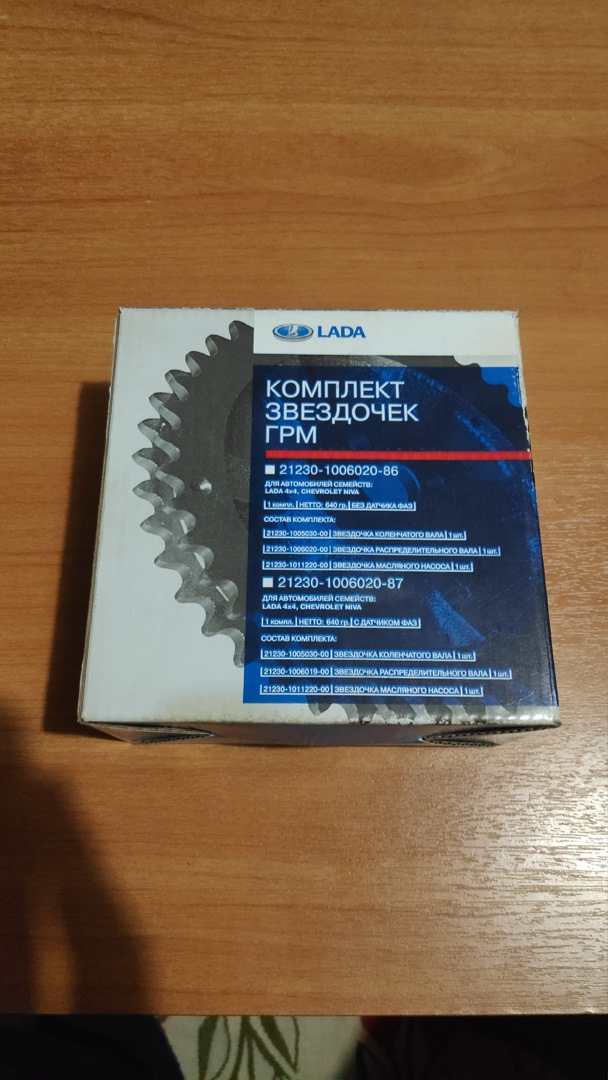 LADA
КОМПЛЕКТ
ЗВЕЗДОЧЕК
ГРМ
21230-1006020-86
ДЛЯ АВТОМОБИЛЕЙ СЕМЕЙСТВ:
LADA 4x4, CHEVROLET NIVA
1 компл. | НЕТТО: 640 гр. | БЕЗ ДАТЧИКА ФАЗ
СОСТАВ КОМПЛЕКТА:
21230-1005030-00 | ЗВЕЗДОЧКА КОЛЕНЧАТОГО ВАЛА | 1 шт.
21230-1006020-00 | ЗВЕЗДОЧКА РАСПРЕДЕЛИТЕЛЬНОГО ВАЛА | 1 шт.
21230-1011220-00 | ЗВЕЗДОЧКА МАСЛЯНОГО НАСОСА | 1 шт.
21230-1006020-87
ДЛЯ АВТОМОБИЛЕЙ СЕМЕЙСТВ:
LADA 4x4, CHEVROLET NIVA
1 компл. | НЕТТО: 640 гр. | С ДАТЧИКОМ ФАЗ
СОСТАВ КОМПЛЕКТА:
21230-1005030-00 | ЗВЕЗДОЧКА КОЛЕНЧАТОГО ВАЛА | 1 шт.
21230-1006019-00 | ЗВЕЗДОЧКА РАСПРЕДЕЛИТЕЛЬНОГО ВАЛА | 1 шт.
21230-1011220-00 | ЗВЕЗДОЧКА МАСЛЯНОГО НАСОСА | 1 шт.